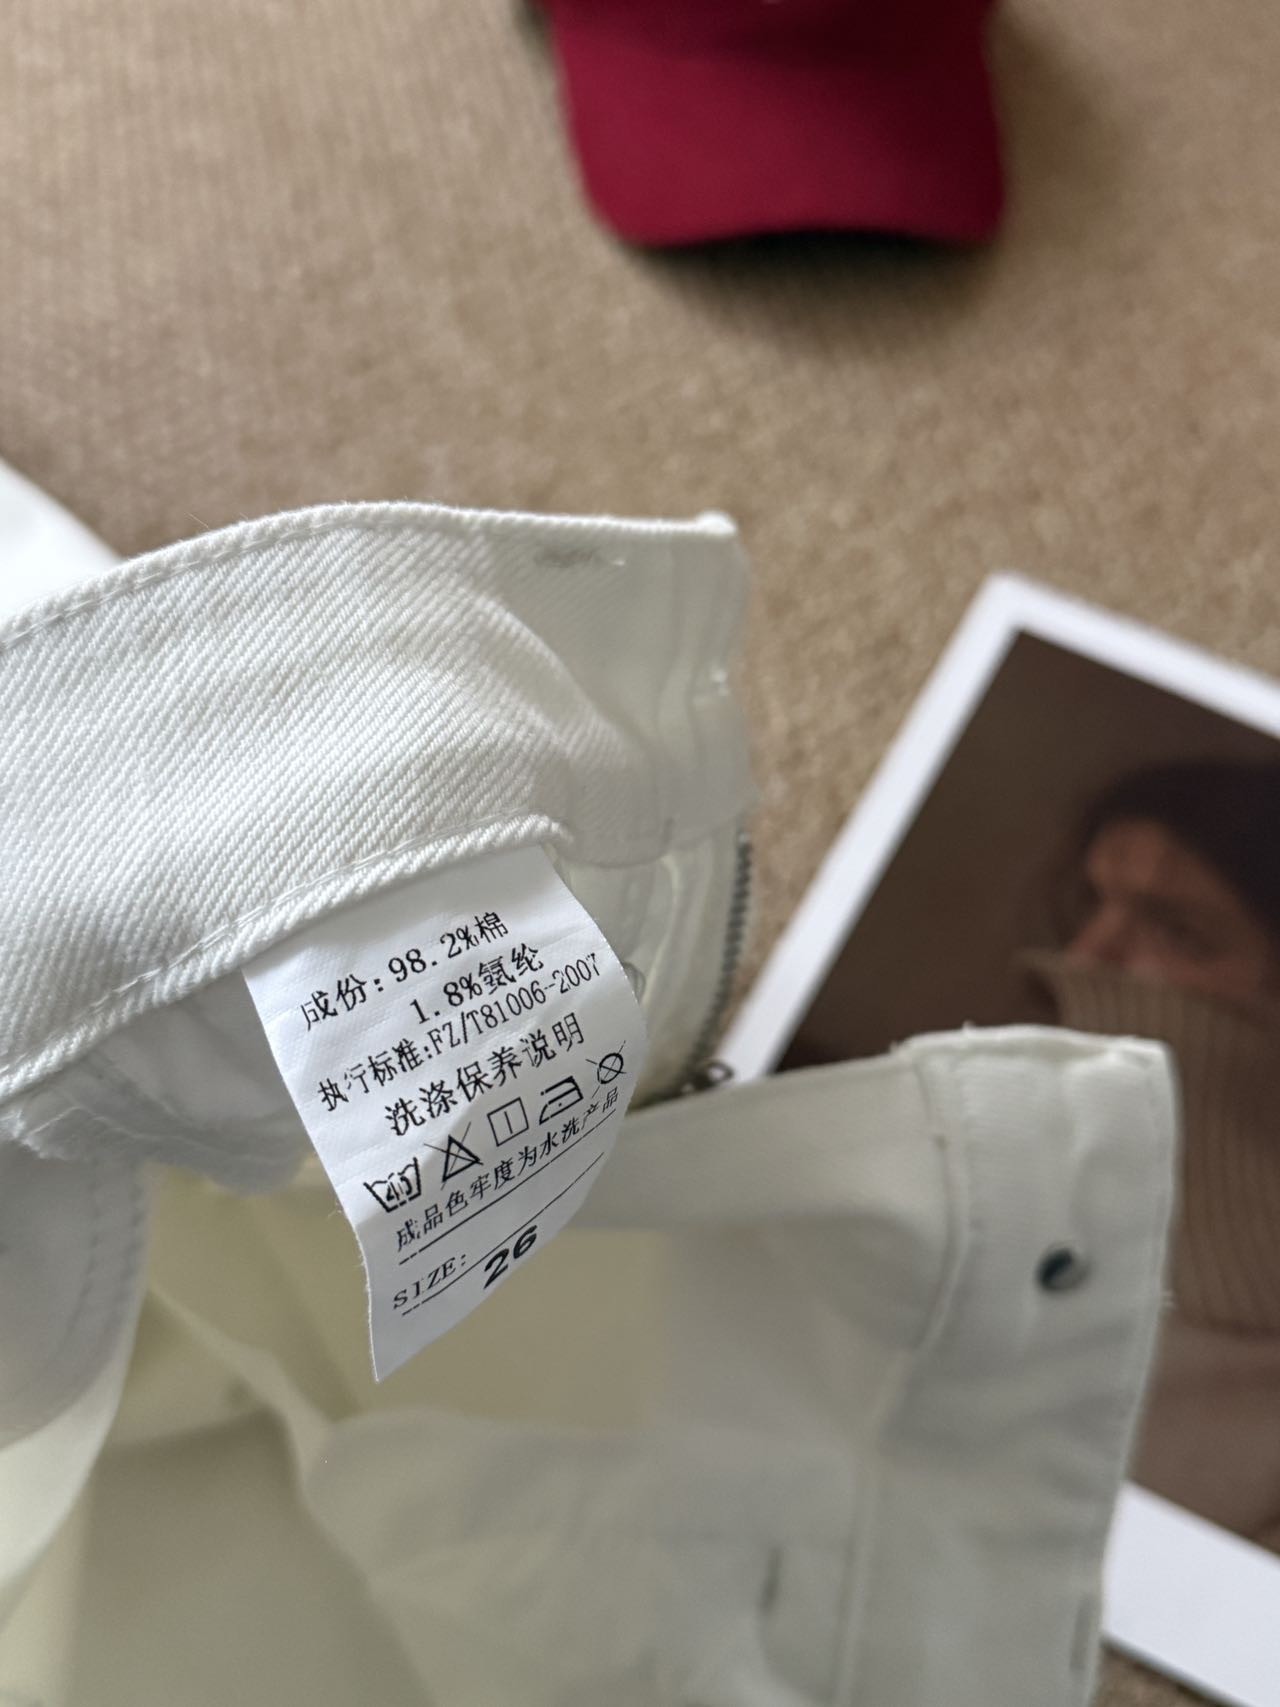 成份:98.2%棉
1.8%氨纶
执行标准:FZ/T81006-2007
洗涤保养说明
40
成品色牢度为水洗产品
SIZE: 26